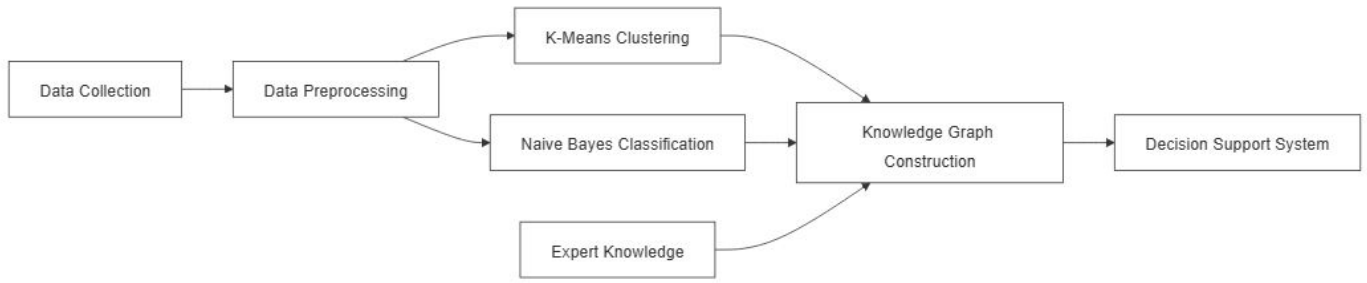 Data Collection
Data Preprocessing
K-Means Clustering
Naive Bayes Classification
Expert Knowledge
Knowledge Graph
Construction
Decision Support System